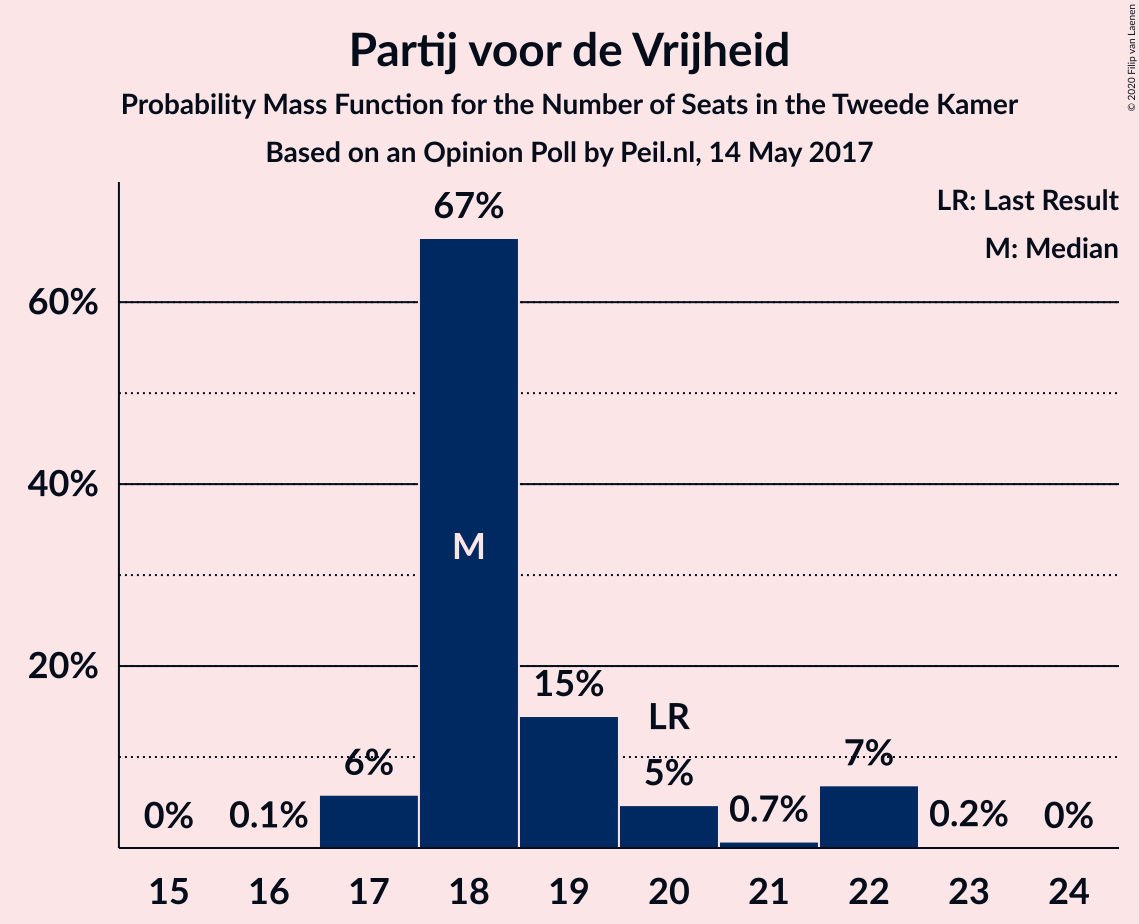 Partij voor de Vrijheid
Probability Mass Function for the Number of Seats in the Tweede Kamer
Based on an Opinion Poll by Peil.nl, 14 May 2017
© 2020 Filip van Laenen
LR: Last Result
M: Median
67%
60%
40%
M
20%
15%
LR
6%
7%
5%
0%
0.1%
0.7%
0.2%
0%
15 16 17 18 19 20 21 22 23 24